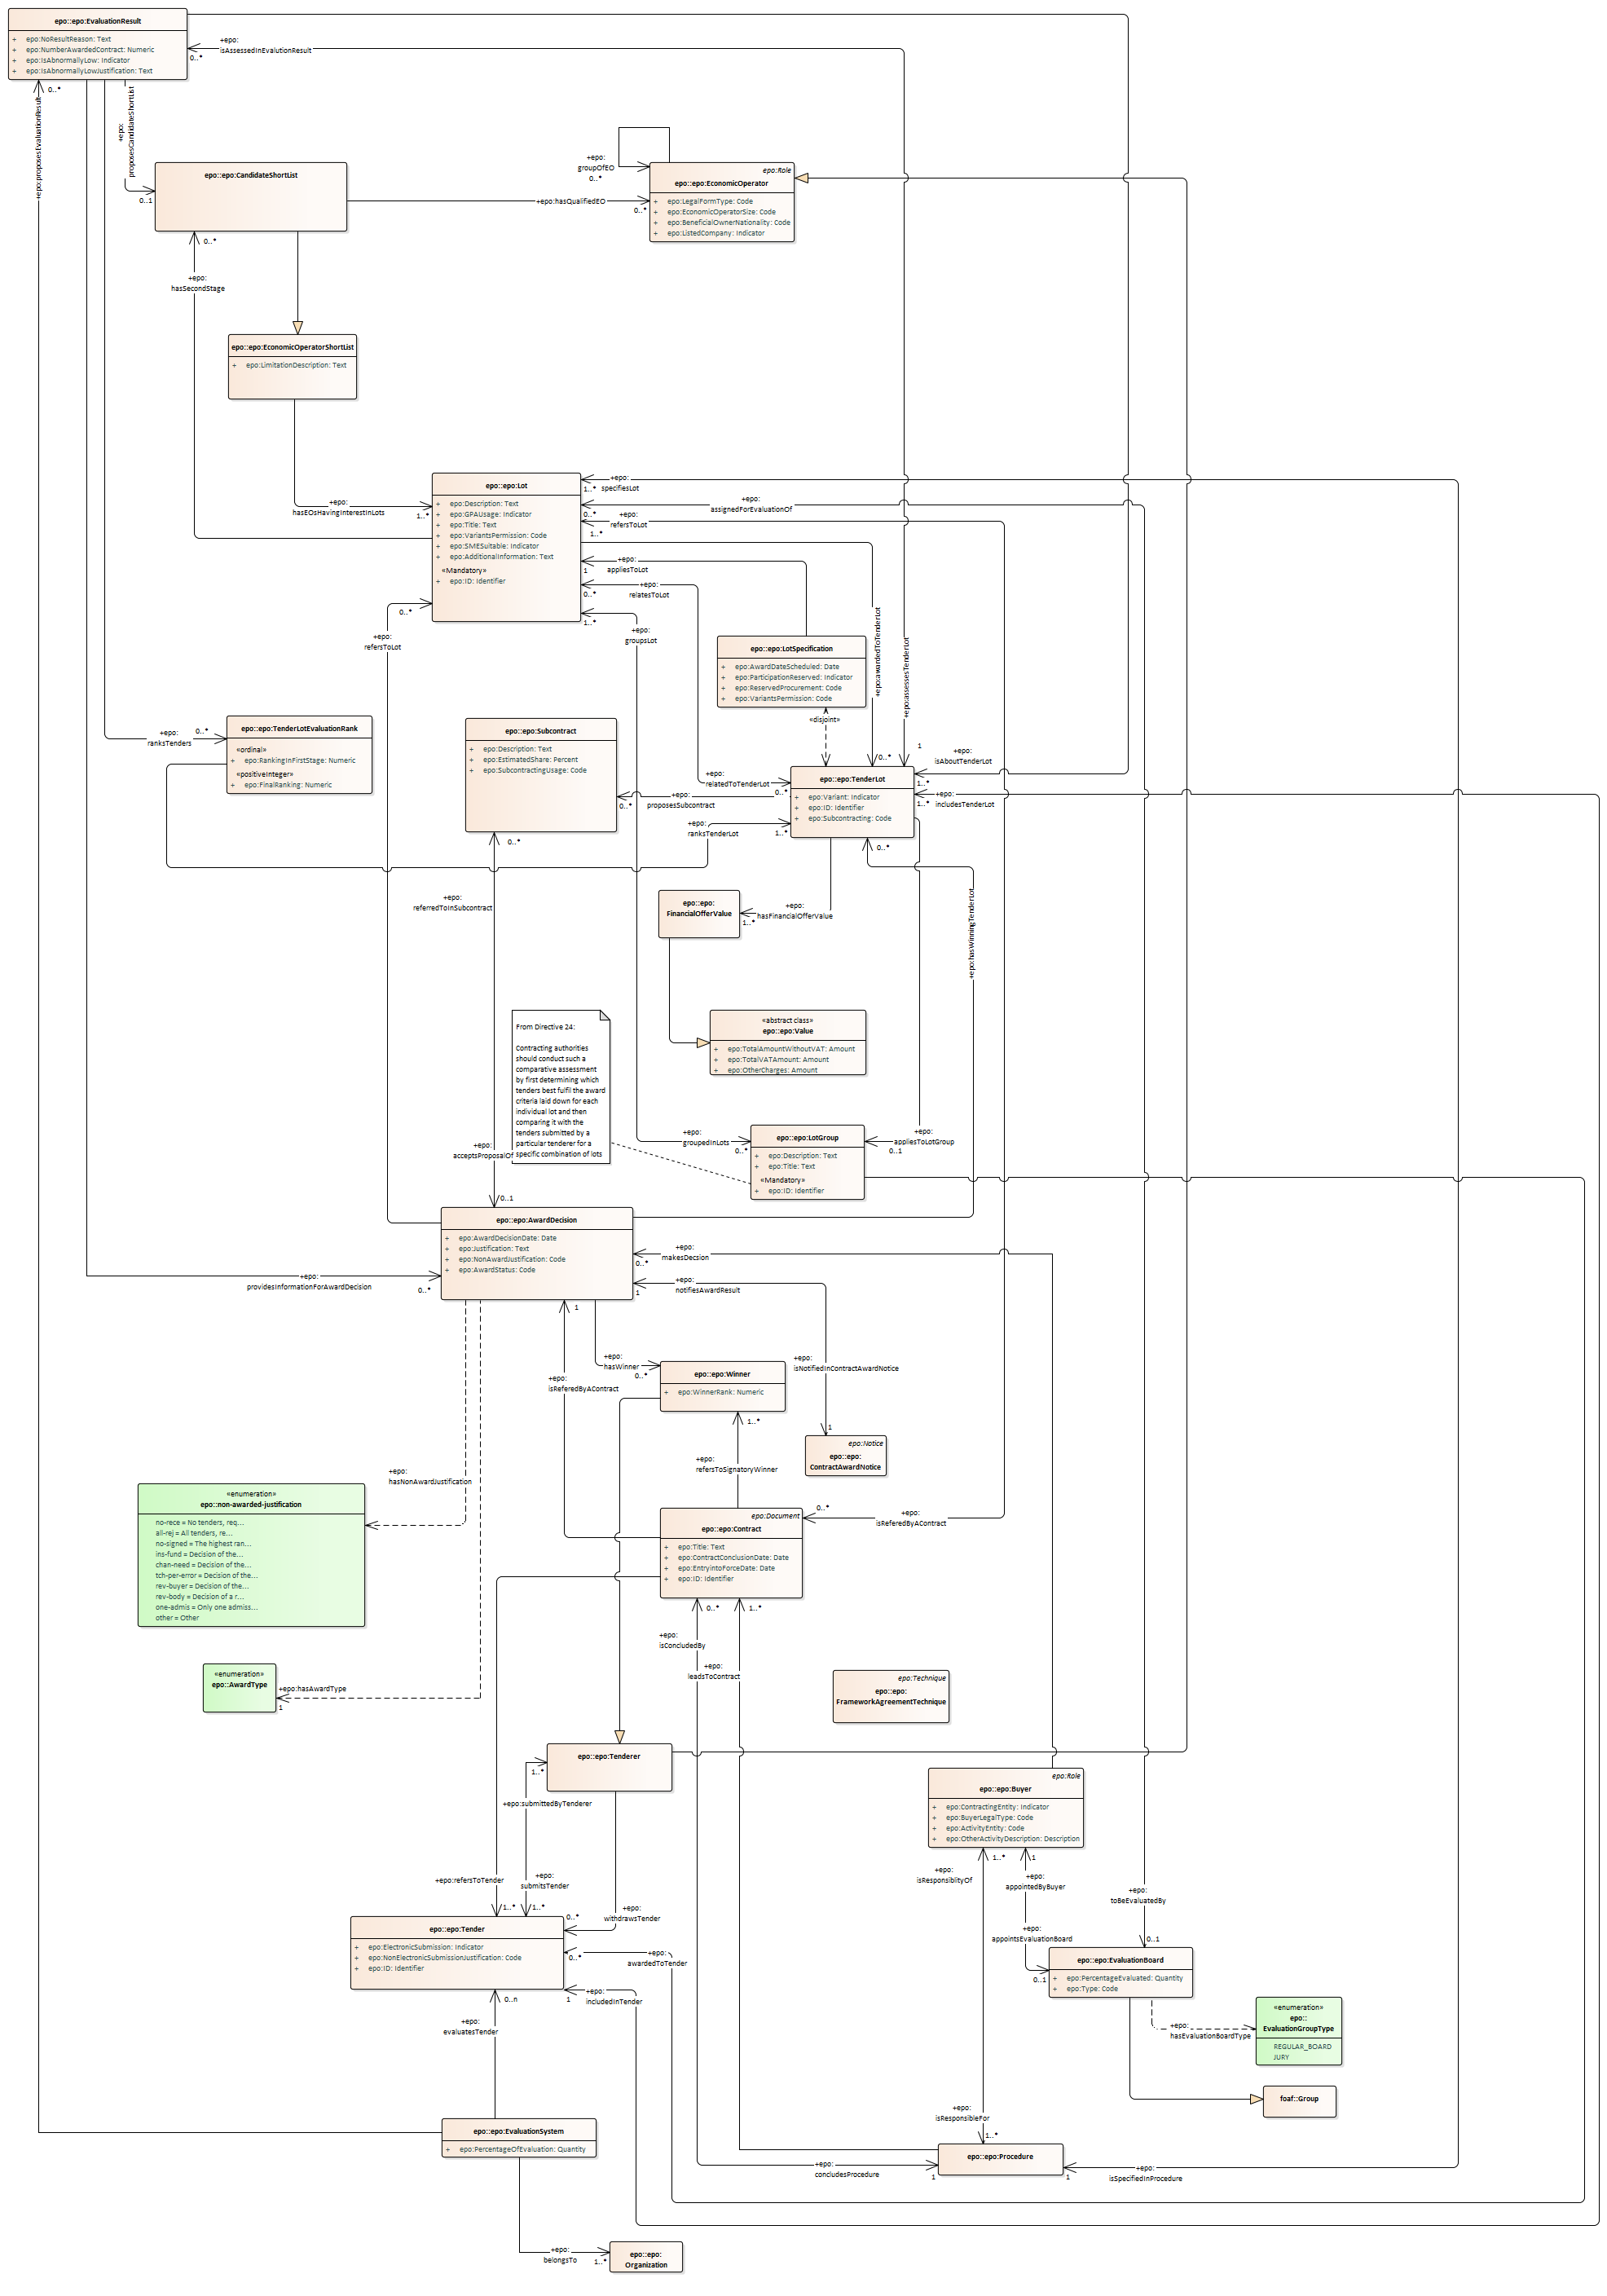 epo::epo:EvaluationResult
+ epo:NoResultReason: Text
+ epo:NumberAwardedContract: Numeric
+ epo:IsAbnormallyLow: Indicator
+ epo:IsAbnormallyLowJustification: Text
+epo:
isAssessedInEvalutionResult
0..*
0..*
+epo:proposesEvaluationResult
+epo:
proposesCandidateShortList
0..1
epo::epo:CandidateShortList
+epo:
groupOfEO
0..*
epo:Role
epo::epo:EconomicOperator
+ epo:LegalFormType: Code
+ epo:EconomicOperatorSize: Code
+ epo:BeneficialOwnerNationality: Code
+ epo:ListedCompany: Indicator
+epo:hasQualifiedEO
0..*
0..*
+epo:
hasSecondStage
epo::epo:EconomicOperatorShortList
+ epo:LimitationDescription: Text
+epo:
hasEOsHavingInterestInLots
1..*
epo::epo:Lot
+ epo:Description: Text
+ epo:GPAUsage: Indicator
+ epo:Title: Text
+ epo:VariantsPermission: Code
+ epo:SMESuitable: Indicator
+ epo:AdditionalInformation: Text
«Mandatory»
+ epo:ID: Identifier
+epo:
specifiesLot
1..*
+epo:
assignedForEvaluationOf
0..*
+epo:
refersToLot
1..*
+epo:
appliesToLot
1
+epo:
relatesToLot
0..*
+epo:
groupsLot
1..*
0..*
+epo:
refersToLot
+epo:awardedToTenderLot
+epo:assessesTenderLot
epo::epo:LotSpecification
+ epo:AwardDateScheduled: Date
+ epo:ParticipationReserved: Indicator
+ epo:ReservedProcurement: Code
+ epo:VariantsPermission: Code
«disjoint»
0..*
1
+epo:
isAboutTenderLot
1..*
epo::epo:TenderLotEvaluationRank
«ordinal»
+ epo:RankingInFirstStage: Numeric
«positiveInteger»
+ epo:FinalRanking: Numeric
+epo:
ranksTenders
0..*
epo::epo:Subcontract
+ epo:Description: Text
+ epo:EstimatedShare: Percent
+ epo:SubcontractingUsage: Code
epo::epo:TenderLot
+ epo:Variant: Indicator
+ epo:ID: Identifier
+ epo:Subcontracting: Code
+epo:
relatedToTenderLot
0..*
+epo:
proposesSubcontract
0..*
+epo:
ranksTenderLot
1..*
+epo:
includesTenderLot
1..*
0..*
0..*
+epo:
referredToInSubcontract
epo::epo:
FinancialOfferValue
+epo:
hasFinancialOfferValue
1..*
+epo:hasWinningTenderLot
«abstract class»
epo::epo:Value
+ epo:TotalAmountWithoutVAT: Amount
+ epo:TotalVATAmount: Amount
+ epo:OtherCharges: Amount
From Directive 24:
Contracting authorities
should conduct such a
comparative assessment
by first determining which
tenders best fulfil the award
criteria laid down for each
individual lot and then
comparing it with the
tenders submitted by a
particular tenderer for a
specific combination of lots
+epo:
groupedInLots
0..*
epo::epo:LotGroup
+ epo:Description: Text
+ epo:Title: Text
«Mandatory»
+ epo:ID: Identifier
+epo:
appliesToLotGroup
0..1
+epo:
acceptsProposalOf
0..1
epo::epo:AwardDecision
+ epo:AwardDecisionDate: Date
+ epo:Justification: Text
+ epo:NonAwardJustification: Code
+ epo:AwardStatus: Code
+epo:
providesInformationForAwardDecision
0..*
+epo:
makesDecsion
0..*
+epo:
notifiesAwardResult
1
1
+epo:
hasWinner
0..*
+epo:
isReferedByAContract
epo::epo:Winner
+ epo:WinnerRank: Numeric
+epo:
isNotifiedInContractAwardNotice
1
epo:Notice
epo::epo:
ContractAwardNotice
1..*
+epo:
refersToSignatoryWinner
+epo:
hasNonAwardJustification
«enumeration»
epo::non-awarded-justification
no-rece = No tenders, req...
all-rej = All tenders, re...
no-signed = The highest ran...
ins-fund = Decision of the...
chan-need = Decision of the...
tch-per-error = Decision of the...
rev-buyer = Decision of the...
rev-body = Decision of a r...
one-admis = Only one admiss...
other = Other
epo:Document
epo::epo:Contract
+ epo:Title: Text
+ epo:ContractConclusionDate: Date
+ epo:EntryintoForceDate: Date
+ epo:ID: Identifier
0..*
+epo:
isReferedByAContract
0..*
1..*
+epo:
isConcludedBy
+epo:
leadsToContract
«enumeration»
epo::AwardType
+epo:hasAwardType
1
epo:Technique
epo::epo:
FrameworkAgreementTechnique
epo::epo:Tenderer
1..*
+epo:submittedByTenderer
epo:Role
epo::epo:Buyer
+ epo:ContractingEntity: Indicator
+ epo:BuyerLegalType: Code
+ epo:ActivityEntity: Code
+ epo:OtherActivityDescription: Description
1..*
1
+epo:
isResponsiblityOf
+epo:
appointedByBuyer
+epo:refersToTender
+epo:
submitsTender
+epo:
toBeEvaluatedBy
1..*
1..*
0..*
+epo:
withdrawsTender
epo::epo:Tender
+ epo:ElectronicSubmission: Indicator
+ epo:NonElectronicSubmissionJustification: Code
+ epo:ID: Identifier
+epo:
awardedToTender
0..*
+epo:
includedInTender
1
+epo:
appointsEvaluationBoard
0..1
0..1
epo::epo:EvaluationBoard
+ epo:PercentageEvaluated: Quantity
+ epo:Type: Code
«enumeration»
epo::
EvaluationGroupType
REGULAR_BOARD
JURY
+epo:
hasEvaluationBoardType
foaf::Group
0..n
+epo:
evaluatesTender
epo::epo:EvaluationSystem
+ epo:PercentageOfEvaluation: Quantity
+epo:
isResponsibleFor
1..*
epo::epo:Procedure
+epo:
concludesProcedure
1
+epo:
isSpecifiedInProcedure
1
+epo:
belongsTo
1..*
epo::epo:
Organization